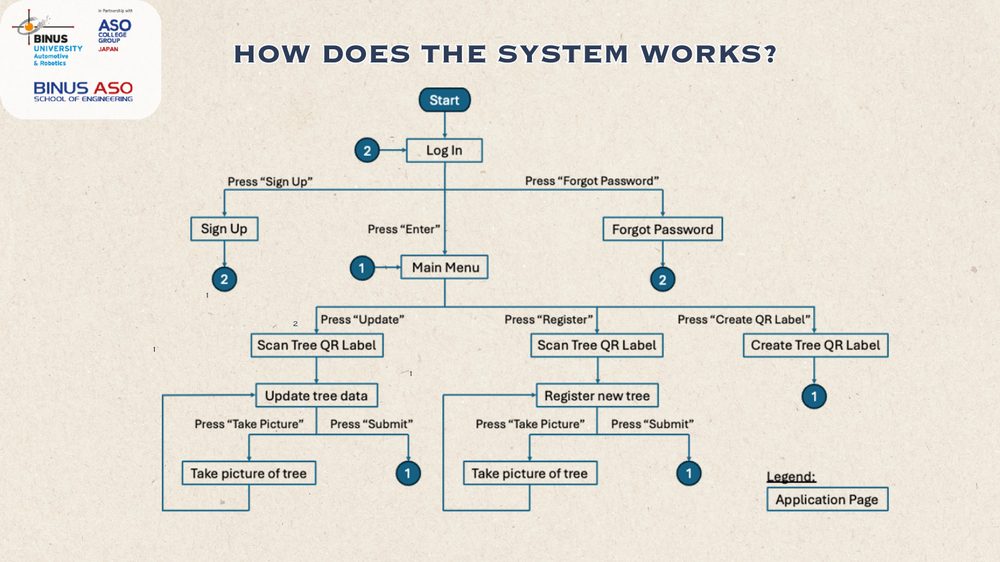 in Partnership with
BINUS
UNIVERSITY
Automotive
& Robotics
ASO
COLLEGE
GROUP
JAPAN
BINUS ASO
SCHOOL OF ENGINEERING
HOW DOES THE SYSTEM WORKS?
Start
2
Log In
Press “Sign Up”
Press “Forgot Password”
Sign Up
Press “Enter”
Forgot Password
2
1
Main Menu
2
1
2
Press “Update”
Press “Register”
Press “Create QR Label”
1
Scan Tree QR Label
Scan Tree QR Label
Create Tree QR Label
1
Update tree data
Register new tree
1
Press “Take Picture”
Press “Submit”
Press “Take Picture”
Press “Submit”
Take picture of tree
1
Take picture of tree
1
Legend:
Application Page